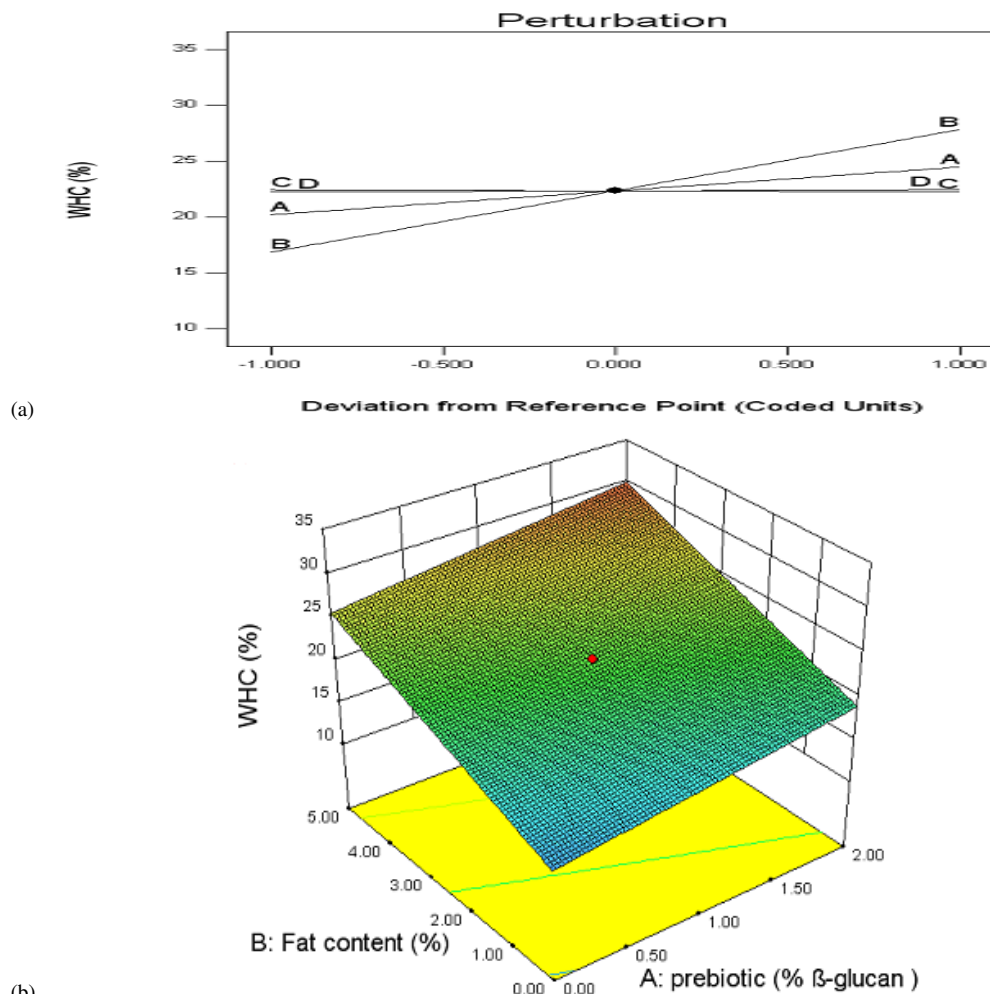 Perturbation
35
30
25
20
15
10
WHC (%)
B
A
D C
C D
A
B
-1.000 -0.500 0.000 0.500 1.000
(a)
Deviation from Reference Point (Coded Units)
35
30
25
20
15
10
WHC (%)
5.00
4.00
3.00
2.00
1.00
0.00
B: Fat content (%)
0.00
0.50
1.00
1.50
2.00
A: prebiotic (% ß-glucan )
(b)